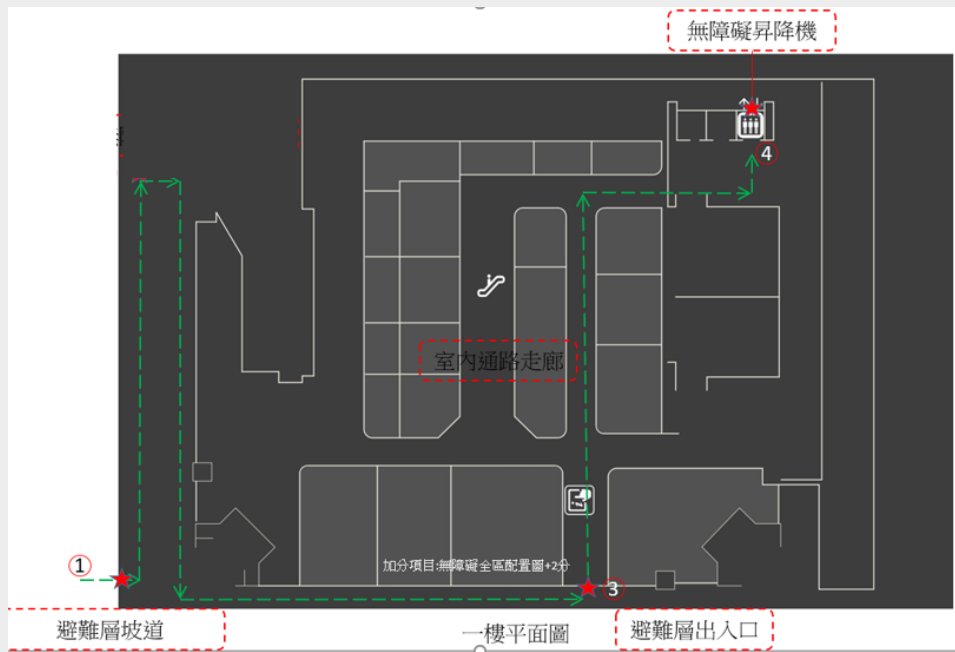 無障礙昇降機
④
室內通路走廊
加分項目:無障礙全區配置圖+2分
①
③
避難層坡道
一樓平面圖
避難層出入口